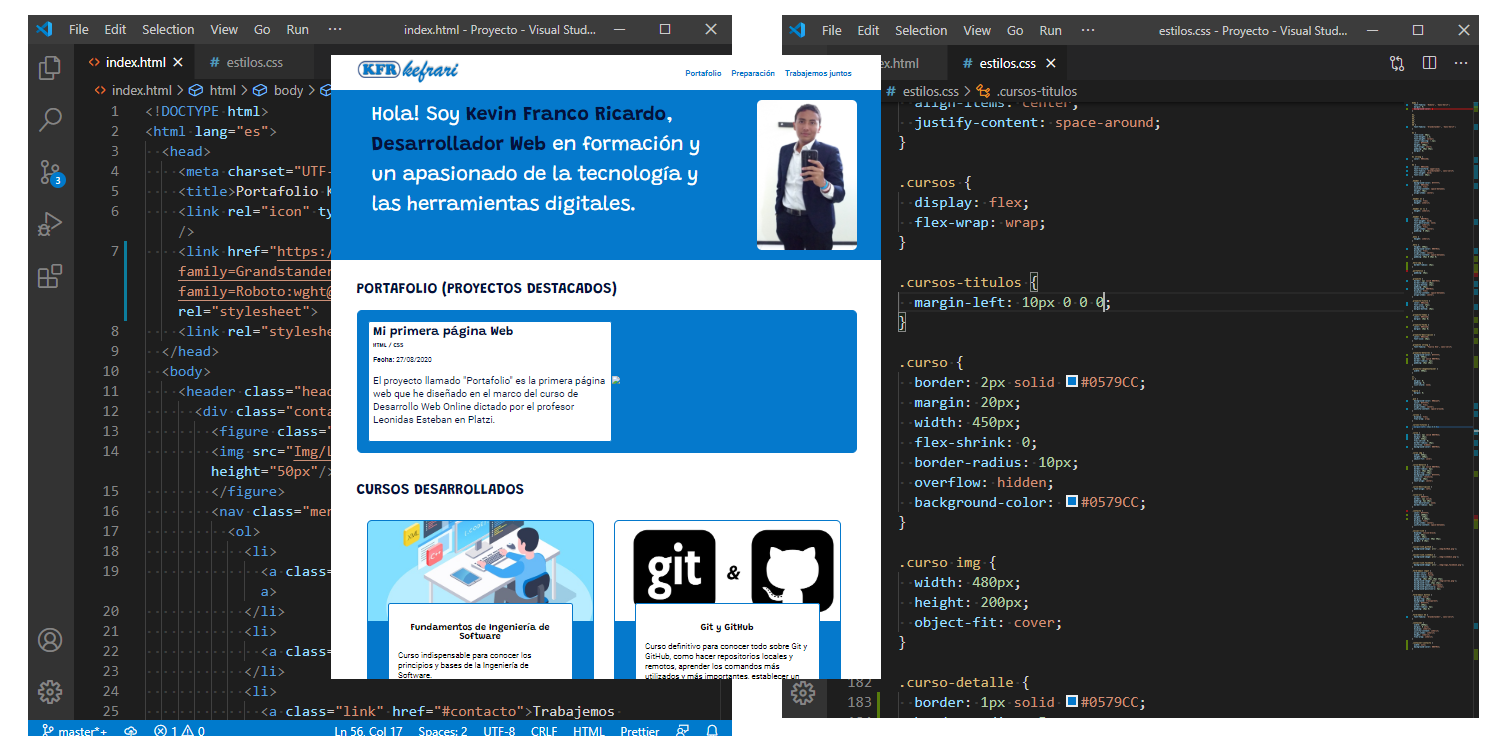 File Edit Selection View Go Run ··· index.html - Proyecto - Visual Stud...
index.html × # estilos.css
index.html > html > body >
1 <!DOCTYPE html>
2 <html lang="es">
3 <head>
4 <meta charset="UTF-
5 <title>Portafolio K
6 <link rel="icon" ty
/>
7 <link href="https:/
family=Grandstander
family=Roboto:wght@
rel="stylesheet">
8 <link rel="styleshe
9 </head>
10 <body>
11 <header class="head
12 <div class="conta
13 <figure class="
14 <img src="Img/L
height="50px"/>
15 </figure>
16 <nav class="men
17 <ol>
18 <li>
19 <a class=
a>
20 </li>
21 <li>
22 <a class=
23 </li>
24 <li>
25 <a class="link" href="#contacto">Trabajemos
3
master*+ 1 0 Ln 56, Col 17 Spaces: 2 UTF-8 CRLF HTML Prettier
KFR kefrari
Portafolio Preparación Trabajemos juntos
Hola! Soy Kevin Franco Ricardo,
Desarrollador Web en formación y
un apasionado de la tecnología y
las herramientas digitales.
PORTAFOLIO (PROYECTOS DESTACADOS)
Mi primera página Web
HTML / CSS
Fecha: 27/08/2020
El proyecto llamado "Portafolio" es la primera página
web que he diseñado en el marco del curso de
Desarrollo Web Online dictado por el profesor
Leonidas Esteban en Platzi.
CURSOS DESARROLLADOS
XML
C++
Fundamentos de Ingeniería de
Software
Curso indispensable para conocer los
principios y bases de la Ingeniería de
Software.
git &
Git y GitHub
Curso definitivo para conocer todo sobre Git y
GitHub, como hacer repositorios locales y
remotos, aprender los comandos más
utilizados y más importantes, establecer un
File Edit Selection View Go Run ··· estilos.css - Proyecto - Visual Stud...
ex.html # estilos.css × ···
# estilos.css > .cursos-titulos
align-items: center;
justify-content: space-around;
}
.cursos {
display: flex;
flex-wrap: wrap;
}
.cursos-titulos {
margin-left: 10px 0 0 0;
}
.curso {
border: 2px solid #0579CC;
margin: 20px;
width: 450px;
flex-shrink: 0;
border-radius: 10px;
overflow: hidden;
background-color: #0579CC;
}
.curso img {
width: 480px;
height: 200px;
object-fit: cover;
}
182 .curso-detalle {
183 border: 1px solid #0579CC;